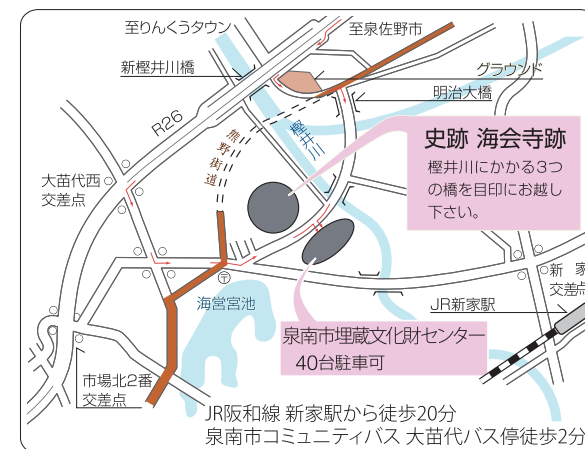 至りんくうタウン
至泉佐野市
新樫井川橋
グラウンド
明治大橋
R26
熊野街道
樫井川
史跡 海会寺跡
樫井川にかかる3つ
の橋を目印にお越し
下さい。
大苗代西
交差点
新 家
交差点
〒
海営宮池
JR新家駅
泉南市埋蔵文化財センター
40台駐車可
市場北2番
交差点
JR阪和線 新家駅から徒歩20分
泉南市コミュニティバス 大苗代バス停徒歩2分